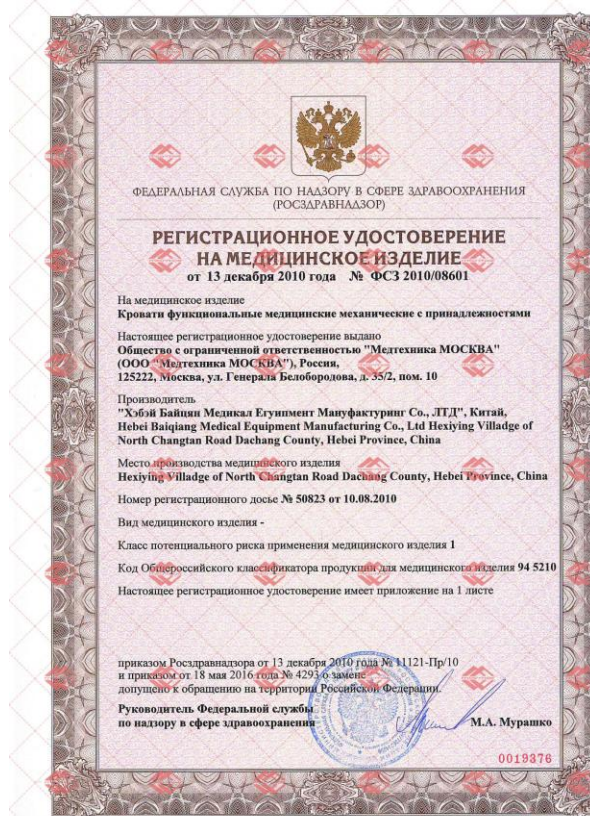 ФЕДЕРАЛЬНАЯ СЛУЖБА ПО НАДЗОРУ В СФЕРЕ ЗДРАВООХРАНЕНИЯ
(РОСЗДРАВНАДЗОР)
РЕГИСТРАЦИОННОЕ УДОСТОВЕРЕНИЕ
НА МЕДИЦИНСКОЕ ИЗДЕЛИЕ
от 13 декабря 2010 года № ФСЗ 2010/08601
На медицинское изделие
Кровати функциональные медицинские механические с принадлежностями
Настоящее регистрационное удостоверение выдано
Общество с ограниченной ответственностью "Медтехника МОСКВА"
(ООО "Медтехника МОСКВА"), Россия,
125222, Москва, ул. Генерала Белобородова, д. 35/2, пом. 10
Производитель
"Хэбэй Байцян Медикал Егуипмент Мануфактуринг Со., ЛТД", Китай,
Hebei Baiqiang Medical Equipment Manufacturing Co., Ltd Hexiying Villadge of
North Changtan Road Dachang County, Hebei Province, China
Место производства медицинского изделия
Hexiying Villadge of North Changtan Road Dachang County, Hebei Province, China
Номер регистрационного досье № 50823 от 10.08.2010
Вид медицинского изделия -
Класс потенциального риска применения медицинского изделия 1
Код Общероссийского классификатора продукции для медицинского изделия 94 5210
Настоящее регистрационное удостоверение имеет приложение на 1 листе
приказом Росздравнадзора от 13 декабря 2010 года № 11121-Пр/10
и приказом от 18 мая 2016 года № 4293 о замене
допущено к обращению на территории Российской Федерации.
Руководитель Федеральной службы
по надзору в сфере здравоохранения
М.А. Мурашко
0019376